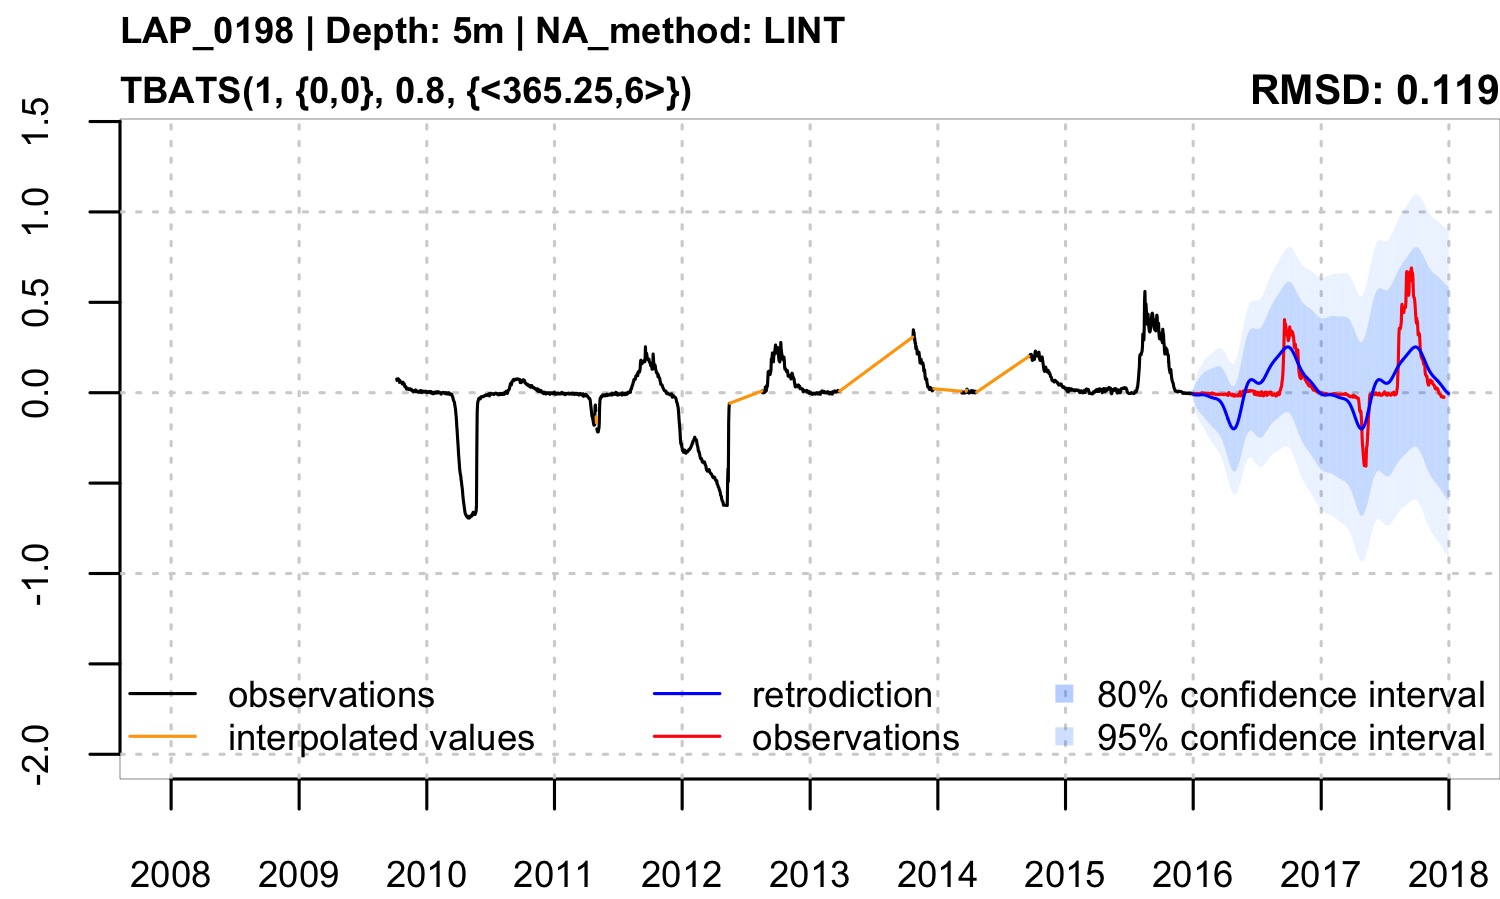 LAP_0198 | Depth: 5m | NA_method: LINT
TBATS(1, {0,0}, 0.8, {<365.25,6>})
RMSD: 0.119
1.5
1.0
0.5
0.0
-1.0
-2.0
observations
interpolated values
retrodiction
observations
80% confidence interval
95% confidence interval
2008 2009 2010 2011 2012 2013 2014 2015 2016 2017 2018